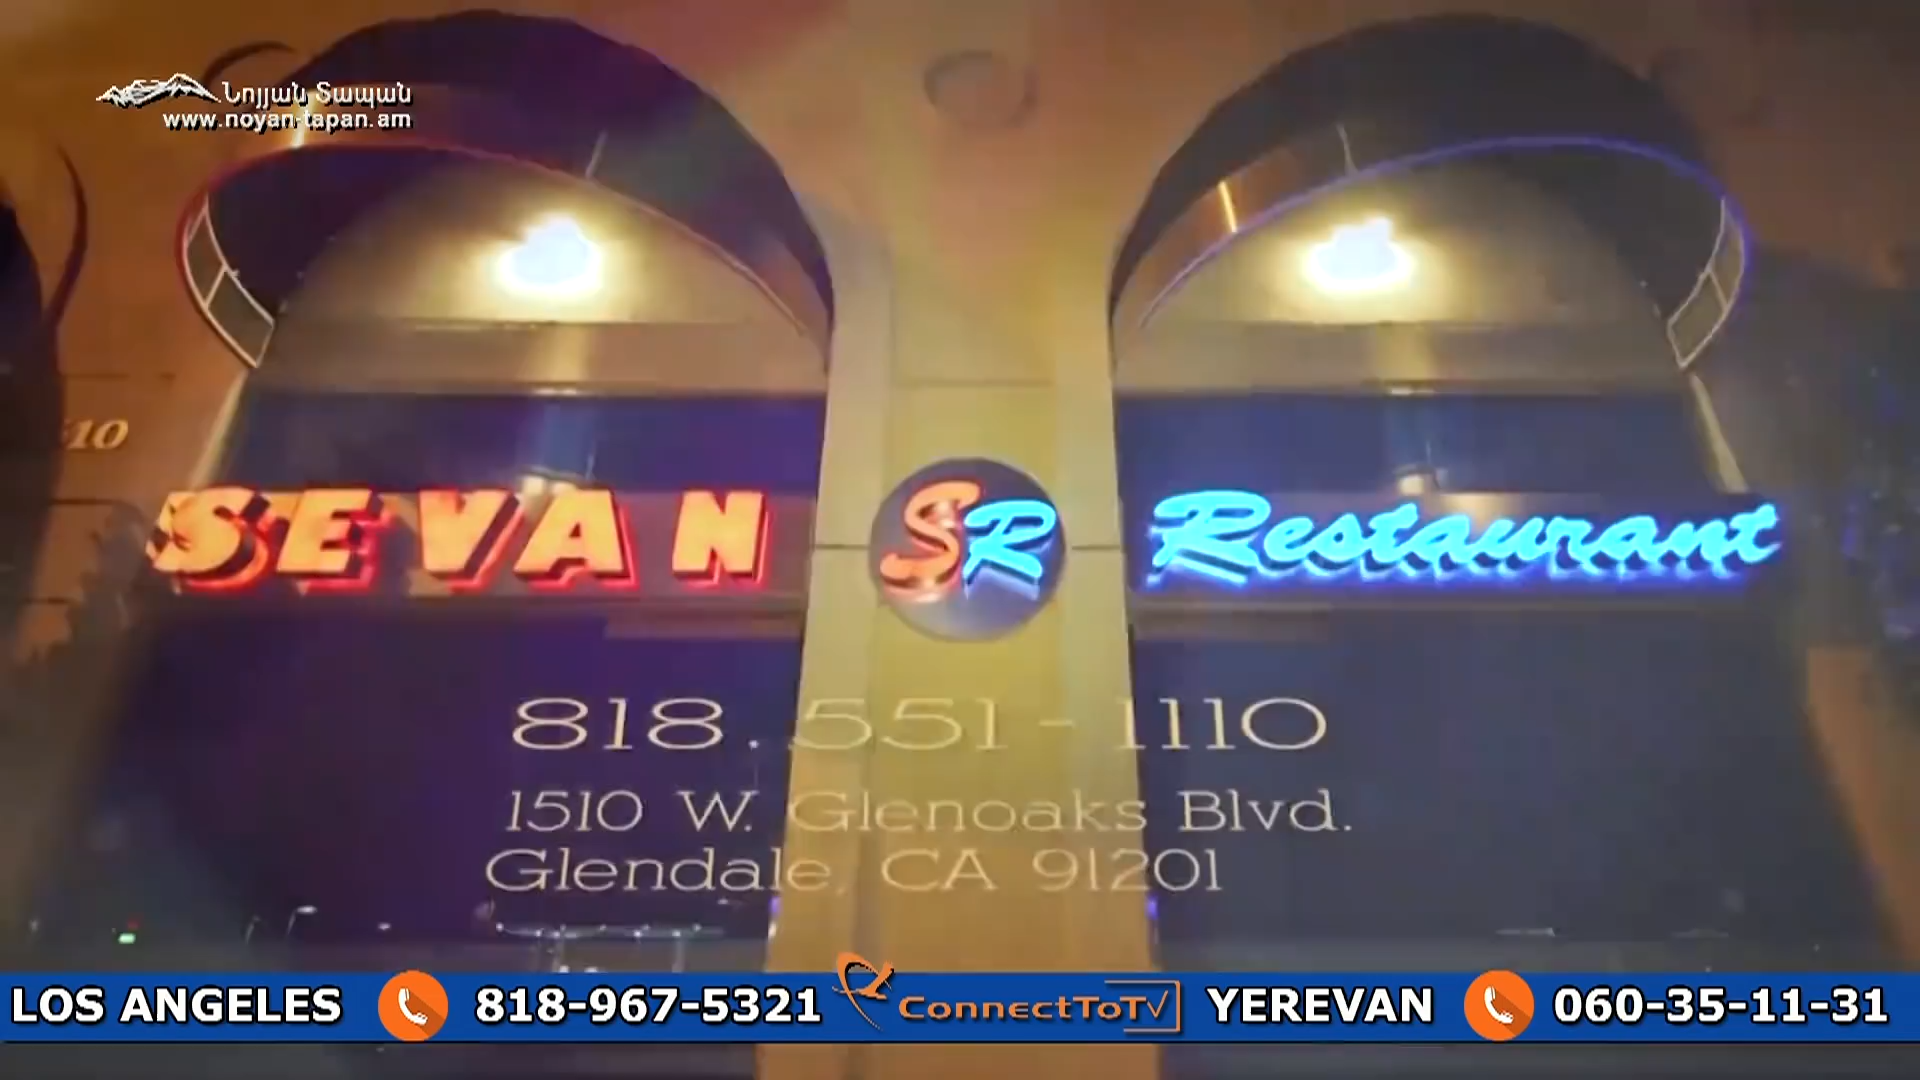 Նոյյան Տապան
www.noyan-tapan.am
10
SEVAN SR Restaurant
818.551-1110
1510 W. Glenoaks Blvd.
Glendale, CA 91201
LOS ANGELES 818-967-5321 ConnectToTV YEREVAN 060-35-11-31